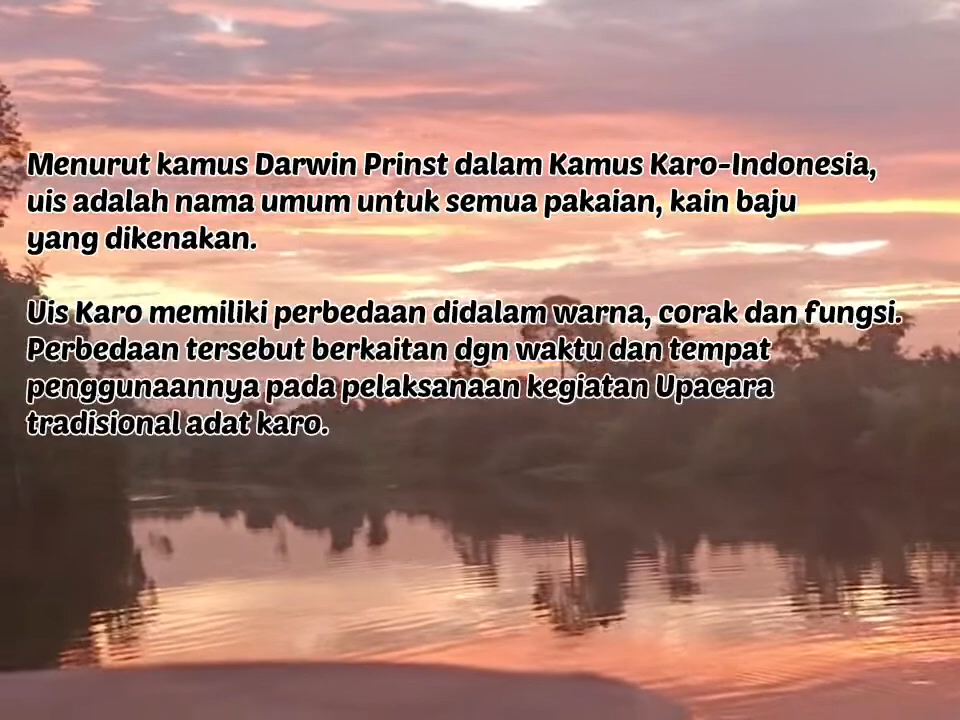 Menurut kamus Darwin Prinst dalam Kamus Karo-Indonesia,
uis adalah nama umum untuk semua pakaian, kain baju
yang dikenakan.
Uis Karo memiliki perbedaan didalam warna, corak dan fungsi.
Perbedaan tersebut berkaitan dgn waktu dan tempat
penggunaannya pada pelaksanaan kegiatan Upacara
tradisional adat karo.